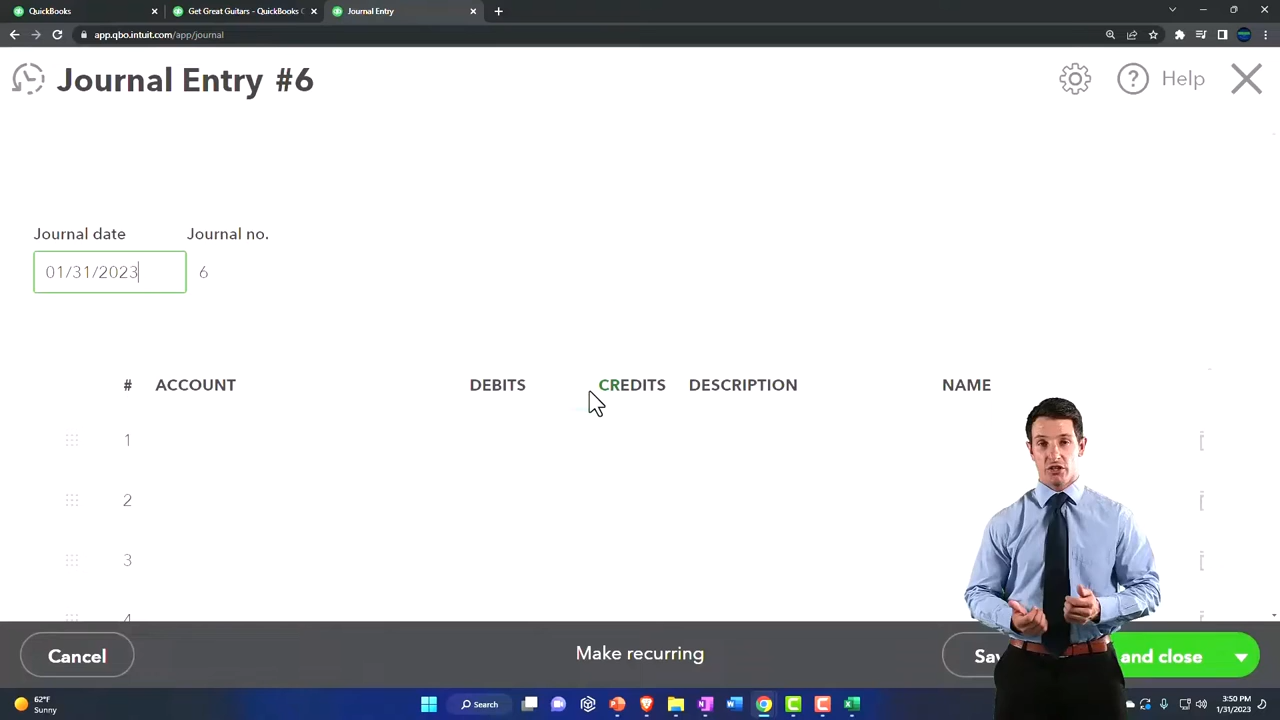 QuickBooks
Get Great Guitars - QuickBooks
Journal Entry
app.qbo.intuit.com/app/journal
Journal Entry #6
Help
Journal date
Journal no.
01/31/2023
6
# ACCOUNT DEBITS CREDITS DESCRIPTION NAME
1
2
3
4
Cancel
Make recurring
and close
62°F
Sunny
Search
3:50 PM
1/31/2023